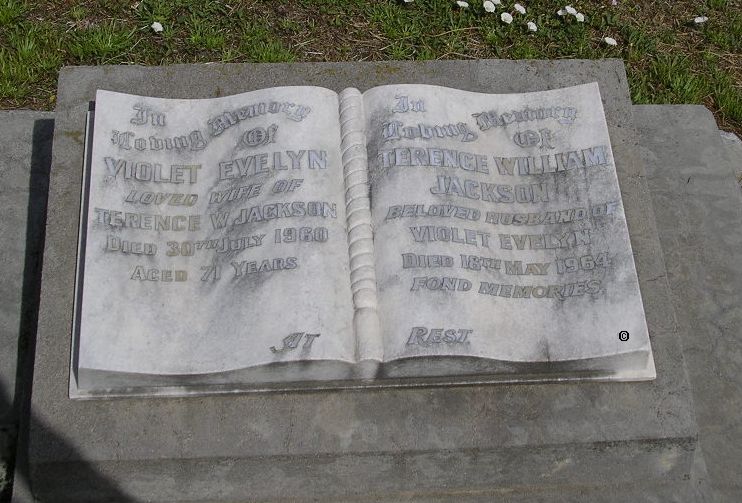 In
Loving Memory
Of
VIOLET EVELYN
LOVED WIFE OF
TERENCE W. JACKSON
DIED 30TH JULY 1960
AGED 71 YEARS
In
Loving Memory
Of
TERENCE WILLIAM
JACKSON
BELOVED HUSBAND OF
VIOLET EVELYN
DIED 18TH MAY 1964
FOND MEMORIES
AT REST
©